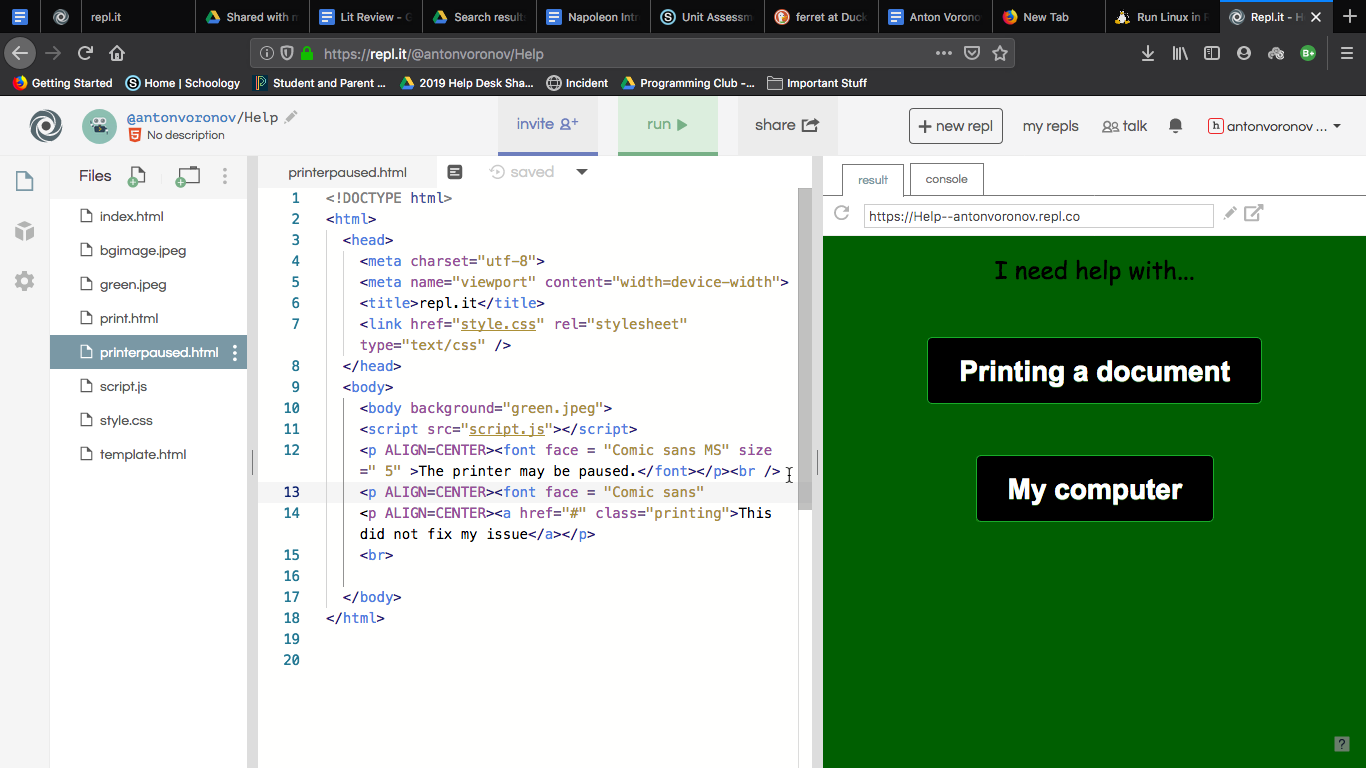 repl.it
Shared with m
Lit Review - G
Search results
Napoleon Intr
Unit Assessm
ferret at Duck
Anton Vorono
New Tab
Run Linux in
Repl.it - H
https://repl.it/@antonvoronov/Help
Getting Started
Home | Schoology
Student and Parent ...
2019 Help Desk Sha...
Incident
Programming Club -...
Important Stuff
@antonvoronov/Help
No description
invite
run
share
+ new repl
my repls
talk
h antonvoronov ...
Files
index.html
bgimage.jpeg
green.jpeg
print.html
printerpaused.html
script.js
style.css
template.html
printerpaused.html
saved
1 <!DOCTYPE html>
2 <html>
3 <head>
4 <meta charset="utf-8">
5 <meta name="viewport" content="width=device-width">
6 <title>repl.it</title>
7 <link href="style.css" rel="stylesheet"
type="text/css" />
8 </head>
9 <body>
10 <body background="green.jpeg">
11 <script src="script.js"></script>
12 <p ALIGN=CENTER><font face = "Comic sans MS" size
=" 5" >The printer may be paused.</font></p><br />
13 <p ALIGN=CENTER><font face = "Comic sans"
14 <p ALIGN=CENTER><a href="#" class="printing">This
did not fix my issue</a></p>
15 <br>
16
17 </body>
18 </html>
19
20
result
console
https://Help--antonvoronov.repl.co
I need help with...
Printing a document
My computer
?